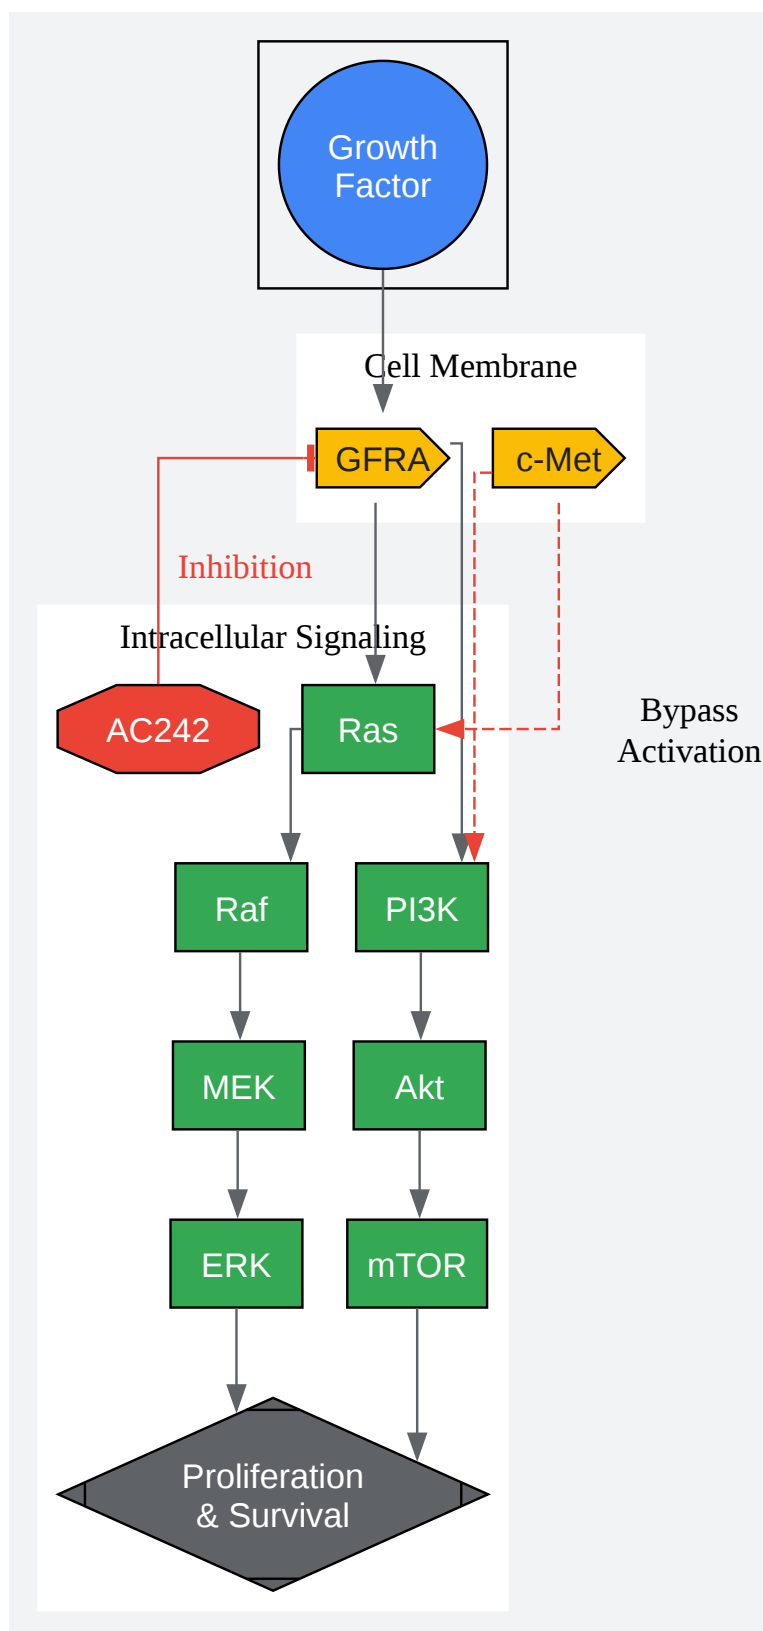 Growth
Factor
Cell Membrane
GFRA
c-Met
Inhibition
Intracellular Signaling
AC242
Ras
Bypass
Activation
Raf
PI3K
MEK
Akt
ERK
mTOR
Proliferation
& Survival